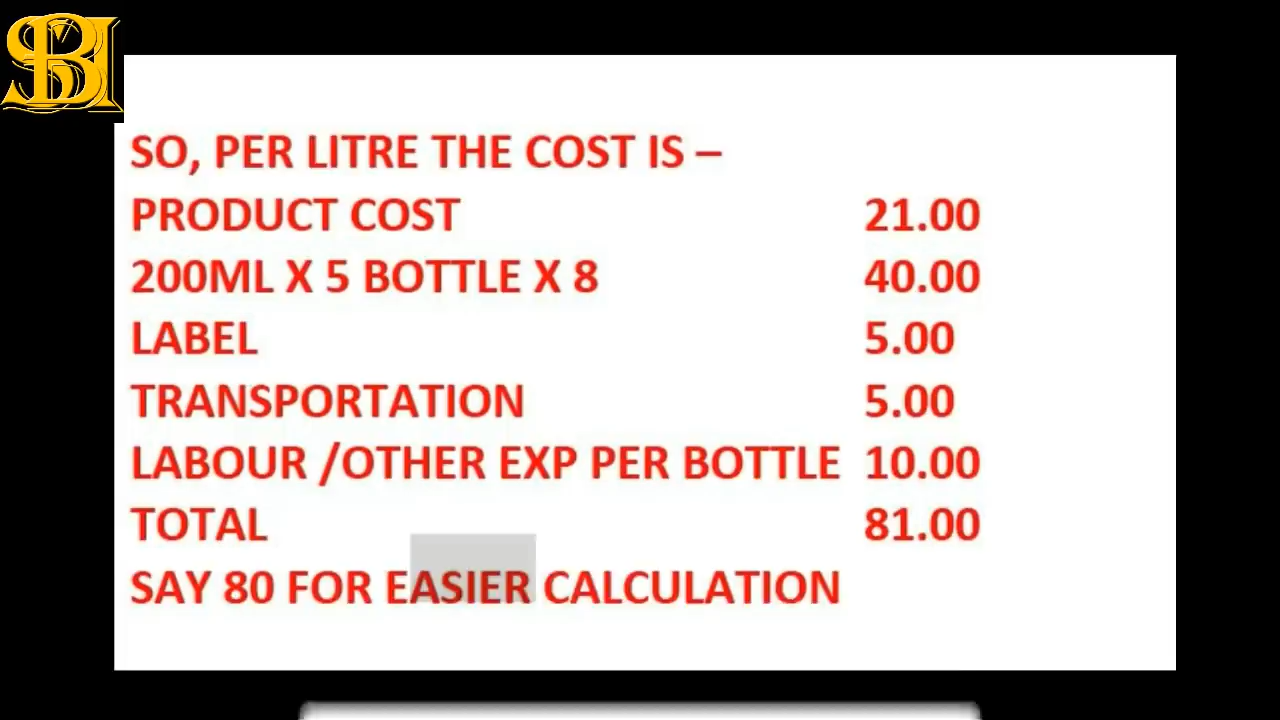 SO, PER LITRE THE COST IS –
PRODUCT COST 21.00
200ML X 5 BOTTLE X 8 40.00
LABEL 5.00
TRANSPORTATION 5.00
LABOUR /OTHER EXP PER BOTTLE 10.00
TOTAL 81.00
SAY 80 FOR EASIER CALCULATION